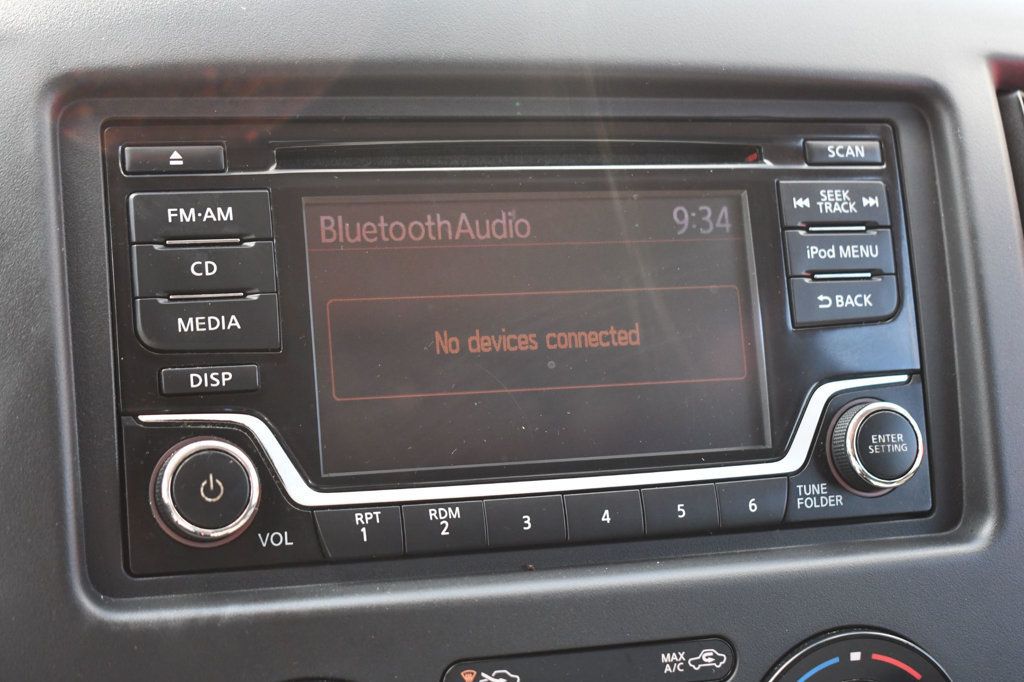 SCAN
FM·AM
CD
MEDIA
DISP
VOL
BluetoothAudio 9:34
No devices connected
SEEK
TRACK
iPod MENU
BACK
ENTER
SETTING
TUNE
FOLDER
RPT
1
RDM
2
3
4
5
6
MAX
A/C